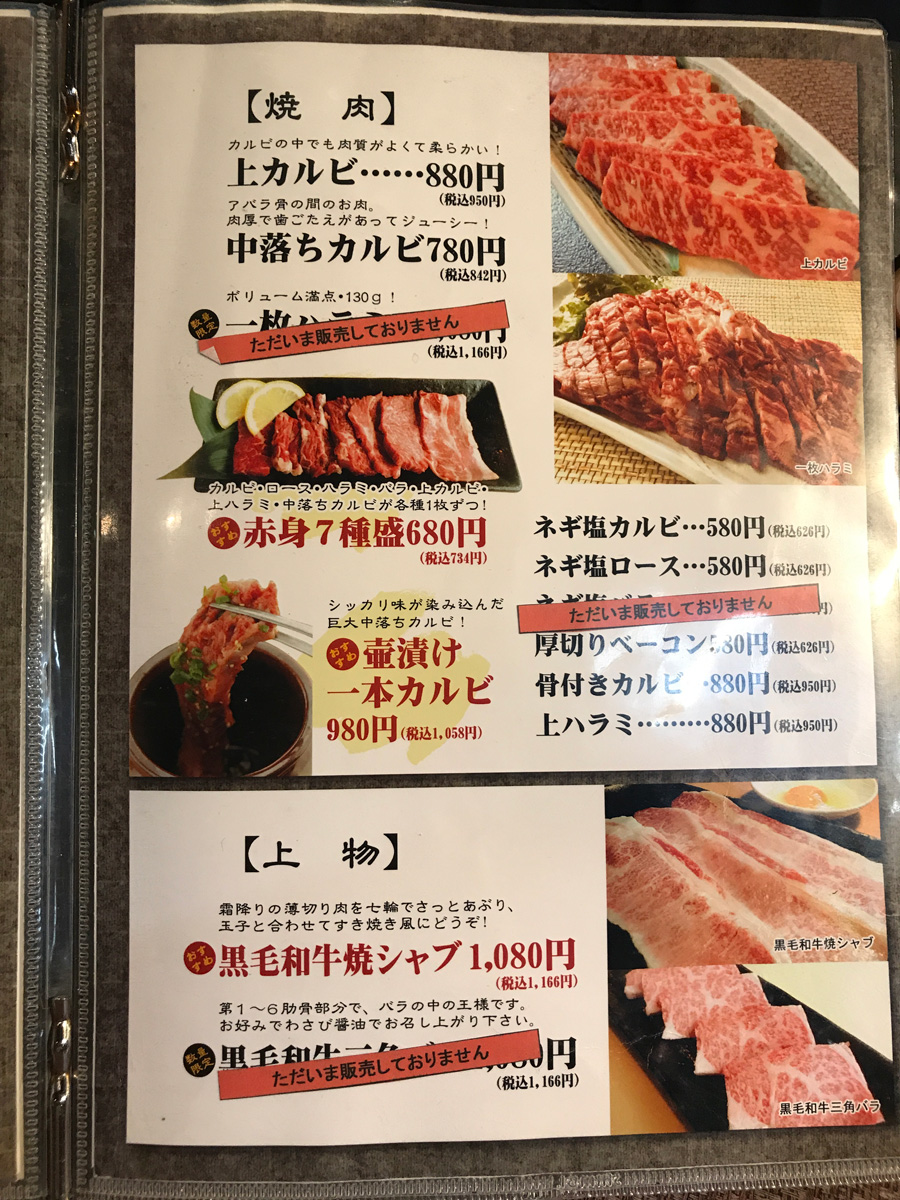 【焼 肉】
カルビの中でも肉質がよくて柔らかい！
上カルビ……880円
(税込950円)
アバラ骨の間のお肉。
肉厚で歯ごたえがあってジューシー！
中落ちカルビ780円
(税込842円)
ボリューム満点・130g！
数量限定
一枚ハラミ
ただいま販売しておりません
(税込1,166円)
カルビ・ロース・ハラミ・バラ・上カルビ・
上ハラミ・中落ちカルビが各種1枚ずつ！
おすすめ
赤身7種盛680円
(税込734円)
シッカリ味が染み込んだ
巨大中落ちカルビ！
おすすめ
壺漬け
一本カルビ
980円(税込1,058円)
上カルビ
一枚ハラミ
ネギ塩カルビ…580円(税込626円)
ネギ塩ロース…580円(税込626円)
ただいま販売しておりません
厚切りベーコン580円(税込626円)
骨付きカルビ…880円(税込950円)
上ハラミ………880円(税込950円)
【上 物】
霜降りの薄切り肉を七輪でさっとあぶり、
玉子と合わせてすき焼き風にどうぞ!
おすすめ
黒毛和牛焼シャブ 1,080円
(税込1,166円)
第1～6肋骨部分で、バラの中の王様です。
お好みでわさび醤油でお召し上がり下さい。
数量限定
黒毛和牛三角
ただいま販売しておりません
(税込1,166円)
黒毛和牛焼シャブ
黒毛和牛三角バラ